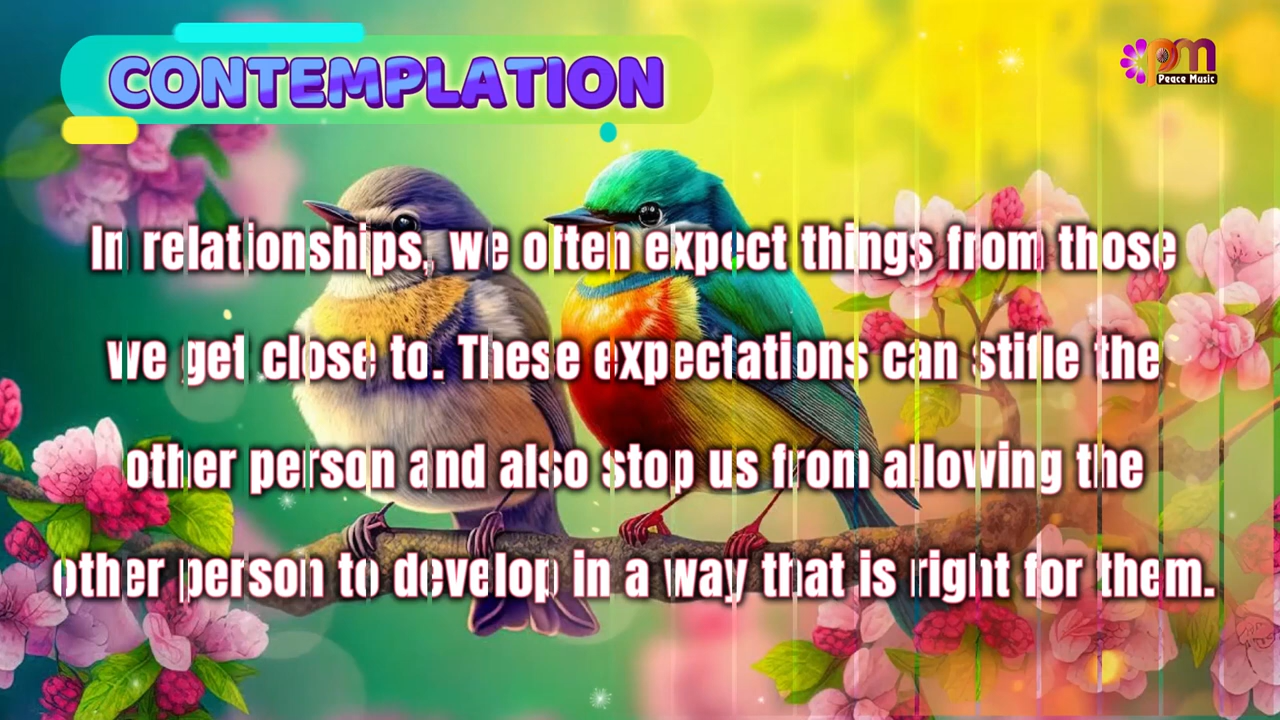 CONTEMPLATION
pm
Peace Music
In relationships, we often expect things from those
we get close to. These expectations can stifle the
other person and also stop us from allowing the
other person to develop in a way that is right for them.